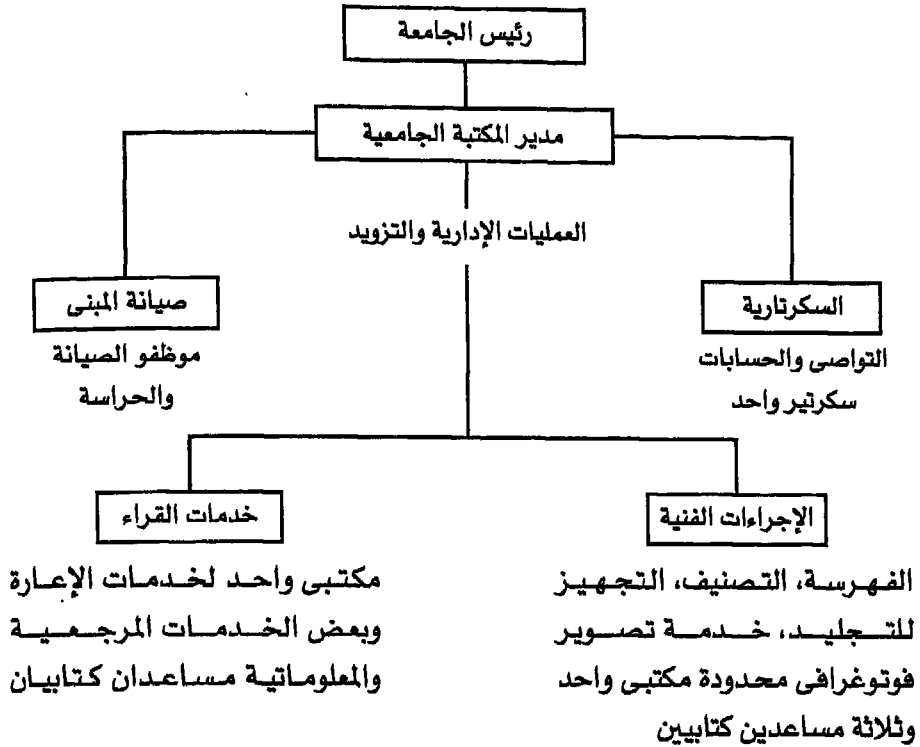 رئيس الجامعة
مدير المكتبة الجامعية
العمليات الإدارية والتزويد
السكرتارية
التواصى والحسابات
سكرتير واحد
صيانة المبنى
موظفو الصيانة
والحراسة
الإجراءات الفنية
الفهرسة، التصنيف، التجهيز
للتجليد، خدمة تصوير
فوتوغرافى محدودة مكتبى واحد
وثلاثة مساعدين كتابيين
خدمات القراء
مكتبى واحد لخدمات الإعارة
وبعض الخدمات المرجعية
والمعلوماتية مساعدان كتابيان